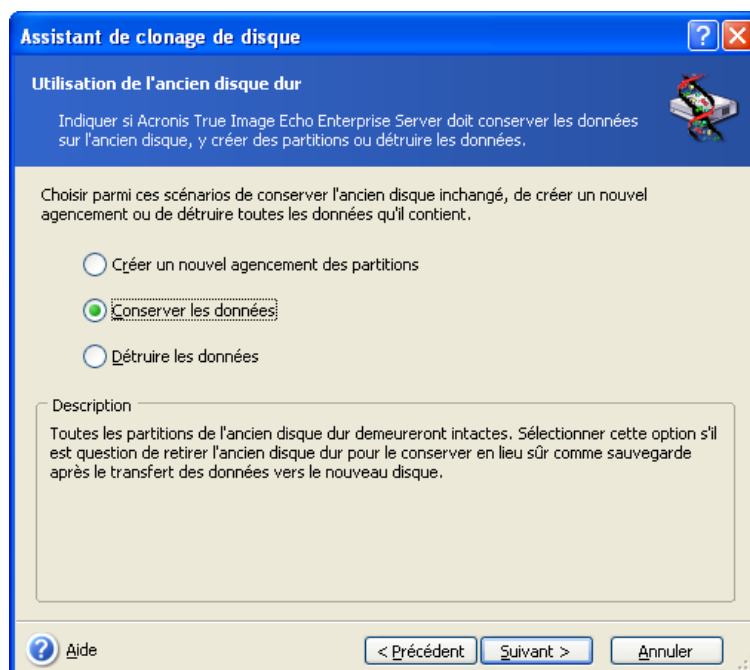 Assistant de clonage de disque
Utilisation de l'ancien disque dur
Indiquer si Acronis True Image Echo Enterprise Server doit conserver les données
sur l'ancien disque, y créer des partitions ou détruire les données.
Choisir parmi ces scénarios de conserver l'ancien disque inchangé, de créer un nouvel
agencement ou de détruire toutes les données qu'il contient.
Créer un nouvel agencement des partitions
Conserver les données
Détruire les données
Description
Toutes les partitions de l'ancien disque dur demeureront intactes. Sélectionner cette option s'il
est question de retirer l'ancien disque dur pour le conserver en lieu sûr comme sauvegarde
après le transfert des données vers le nouveau disque.
Aide
< Précédent
Suivant >
Annuler